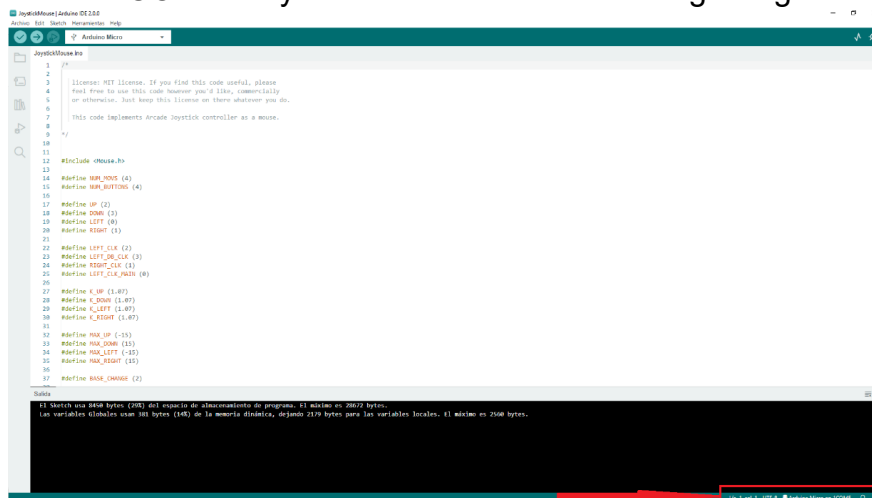 JoystickMouse | Arduino IDE 2.0.0
Archivo Edit Sketch Herramientas Help
Arduino Micro
JoystickMouse.ino
1 /*
2
3 license: MIT license. If you find this code useful, please
4 feel free to use this code however you'd like, commercially
5 or otherwise. Just keep this license on there whatever you do.
6
7 This code implements Arcade Joystick controller as a mouse.
8
9 */
10
11
12 #include <Mouse.h>
13
14 #define NUM_MOVS (4)
15 #define NUM_BUTTONS (4)
16
17 #define UP (2)
18 #define DOWN (3)
19 #define LEFT (0)
20 #define RIGHT (1)
21
22 #define LEFT_CLK (2)
23 #define LEFT_DB_CLK (3)
24 #define RIGHT_CLK (1)
25 #define LEFT_CLK_MAIN (0)
26
27 #define K_UP (1.07)
28 #define K_DOWN (1.07)
29 #define K_LEFT (1.07)
30 #define K_RIGHT (1.07)
31
32 #define MAX_UP (-15)
33 #define MAX_DOWN (15)
34 #define MAX_LEFT (-15)
35 #define MAX_RIGHT (15)
36
37 #define BASE_CHANGE (2)
Salida
El Sketch usa 8450 bytes (29%) del espacio de almacenamiento de programa. El máximo es 28672 bytes.
Las variables Globales usan 381 bytes (14%) de la memoria dinámica, dejando 2179 bytes para las variables locales. El máximo es 2560 bytes.